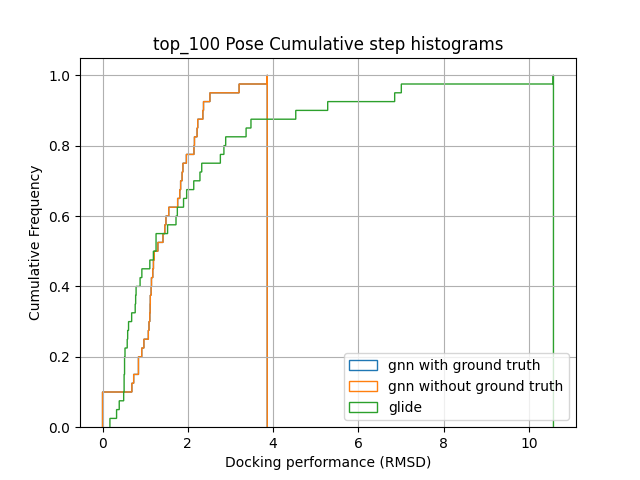 top_100 Pose Cumulative step histograms
1.0
0.8
0.6
0.4
0.2
0.0
Cumulative Frequency
gnn with ground truth
gnn without ground truth
glide
0 2 4 6 8 10
Docking performance (RMSD)